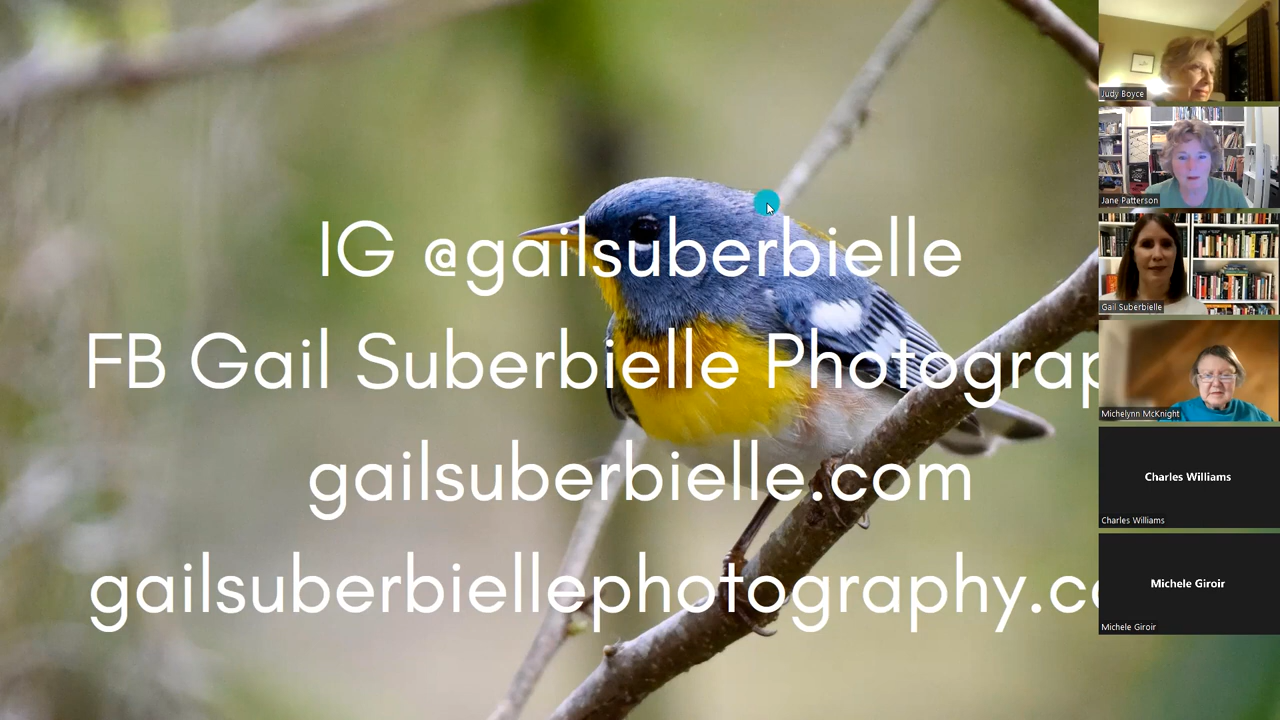 IG @gailsuberbielle
FB Gail Suberbielle Photograp
gailsuberbielle.com
gailsuberbiellephotography.co
Judy Boyce
Jane Patterson
Gail Suberbielle
Michelynn McKnight
Charles Williams
Charles Williams
Michele Giroir
Michele Giroir